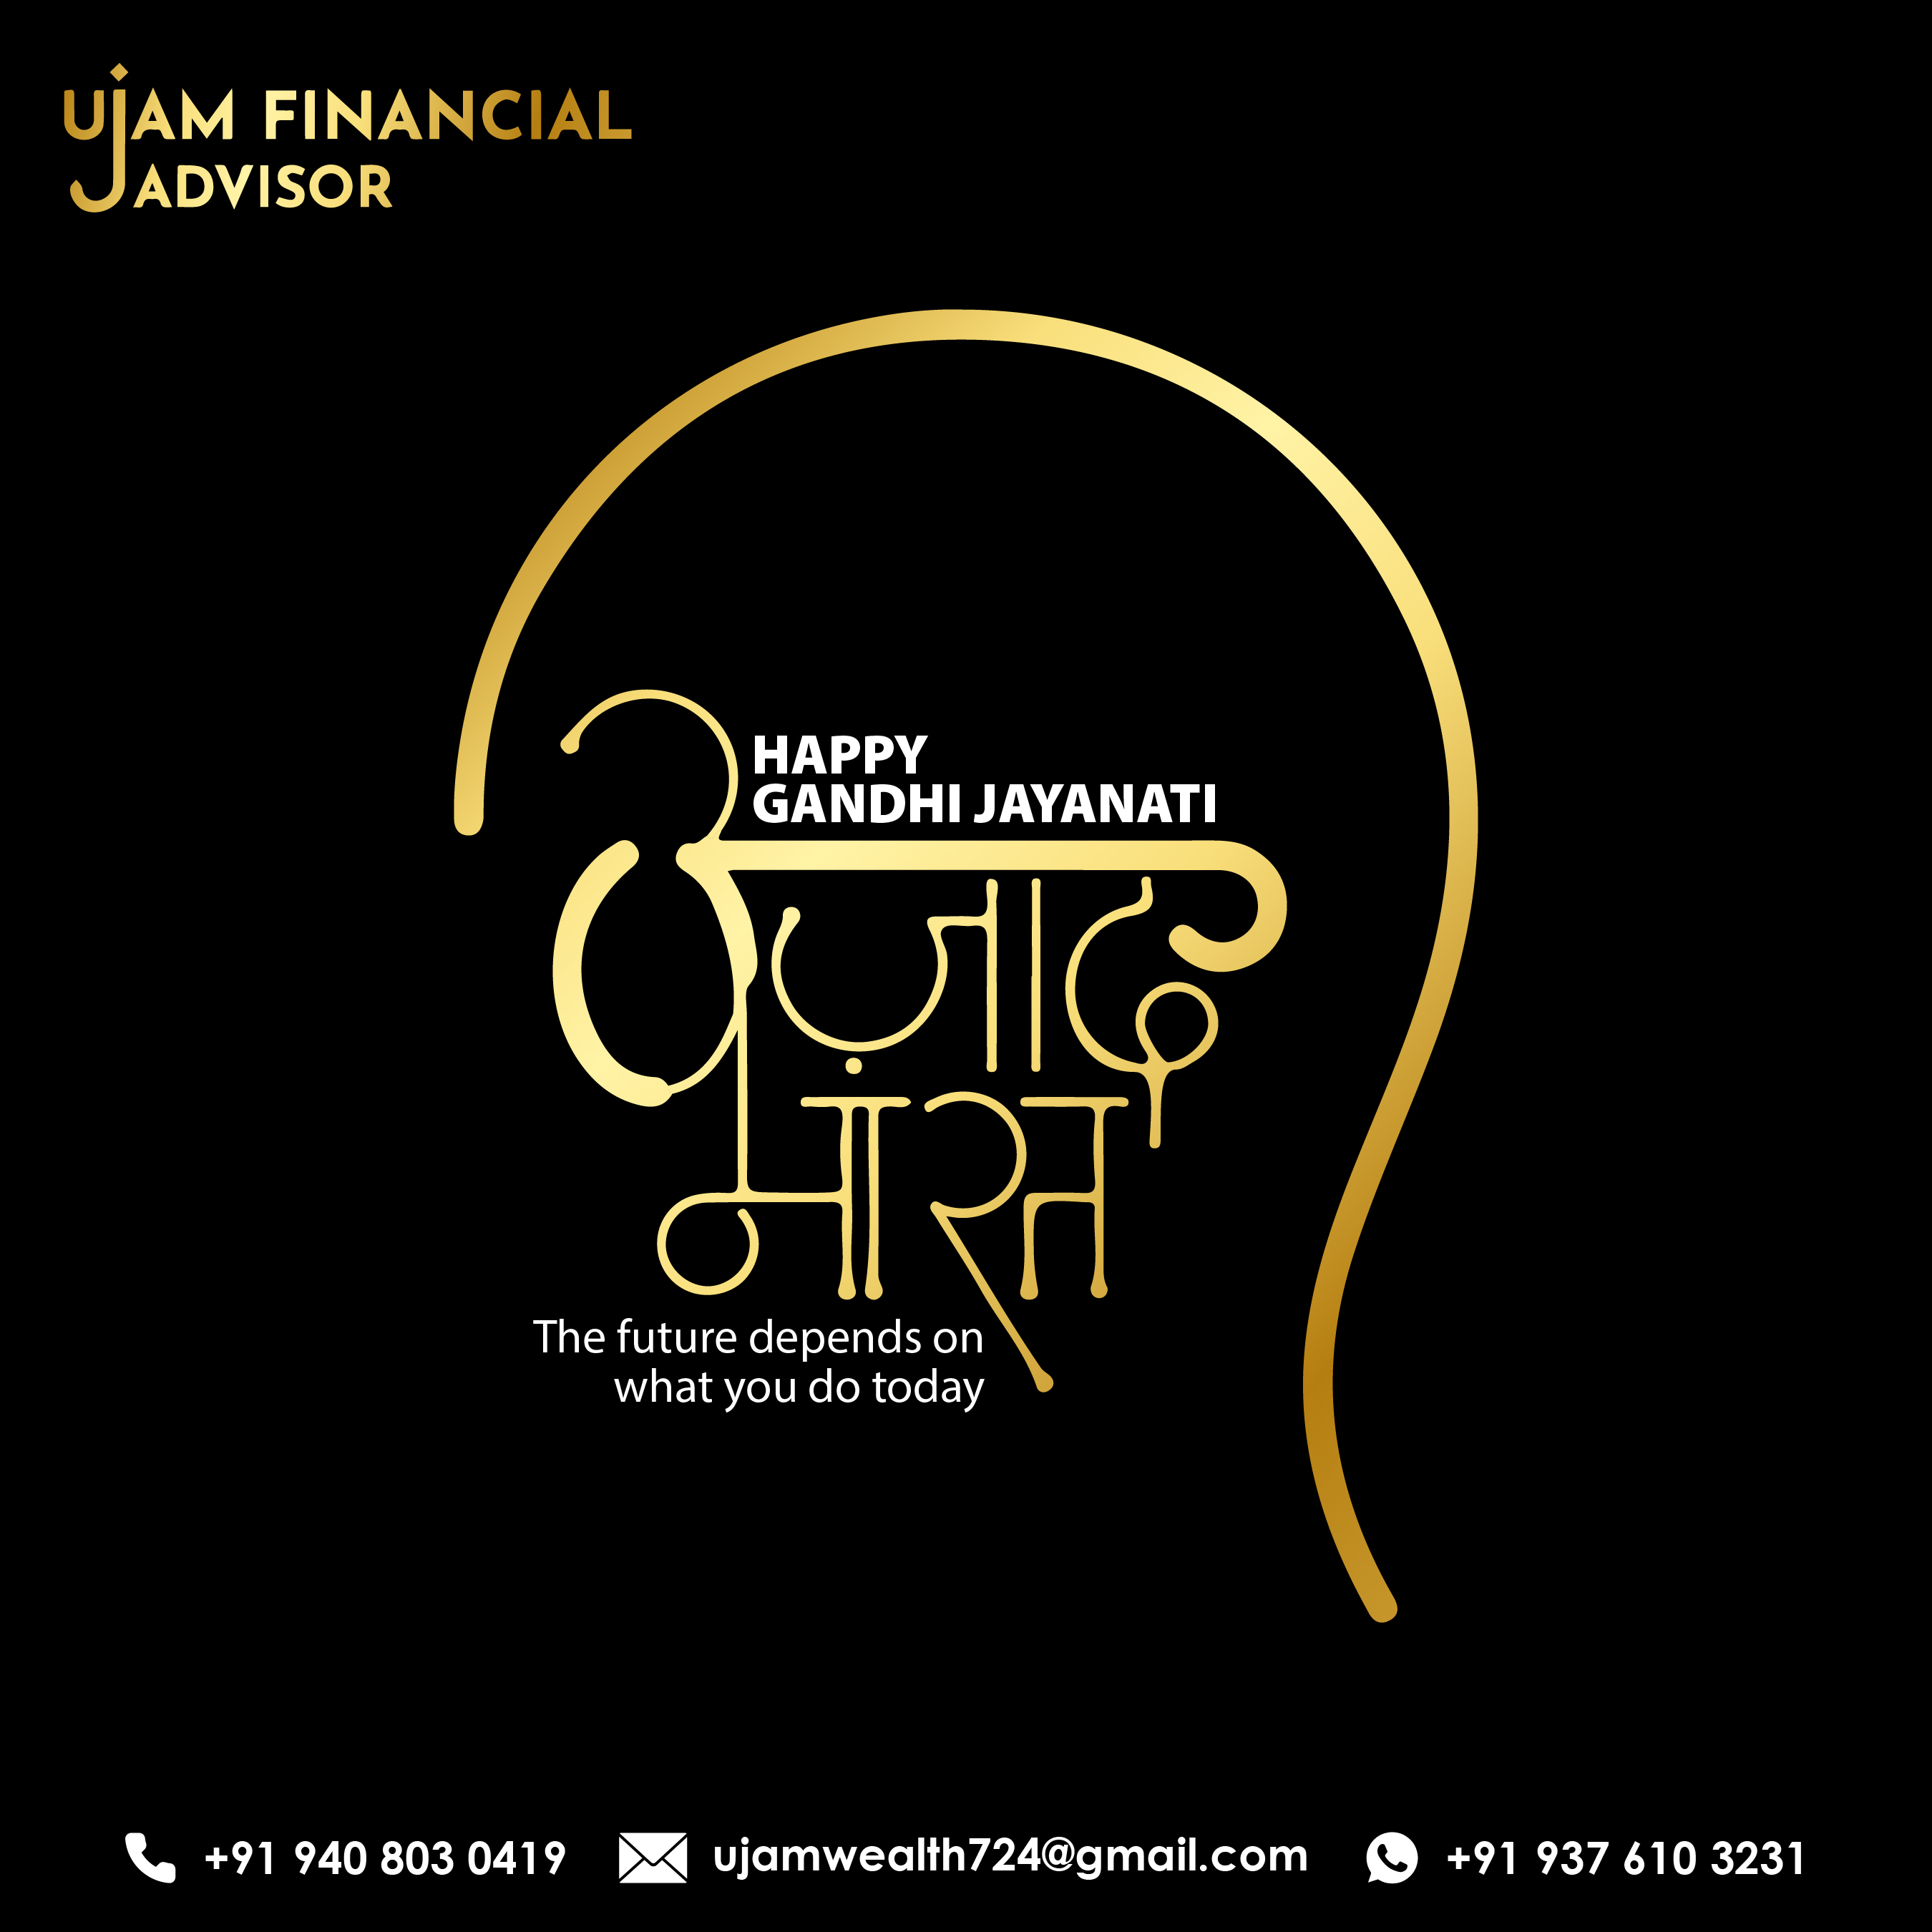 UJAM FINANCIAL
ADVISOR
HAPPY
GANDHI JAYANATI
आज़ाद
भारत
The future depends on
what you do today
+91 940 803 0419
ujamwealth724@gmail.com
+91 937 610 3231